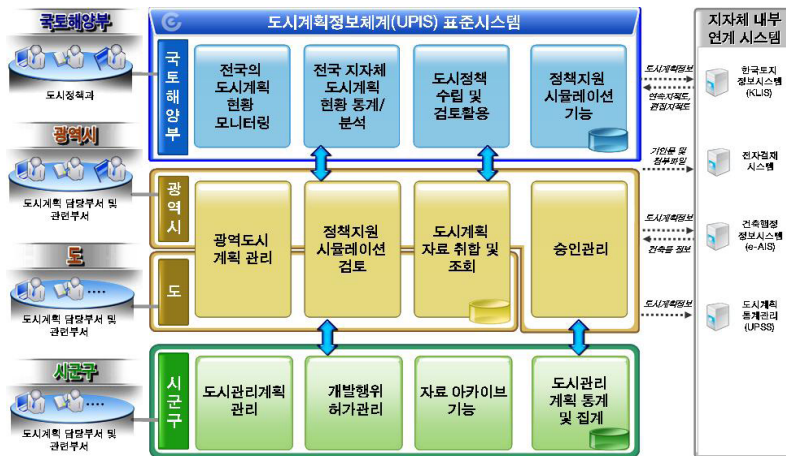 국토해양부
도시정책과
광역시
도시계획 담당부서 및
관련부서
도
도시계획 담당부서 및
관련부서
시군구
도시계획 담당부서 및
관련부서
도시계획정보체계(UPIS) 표준시스템
국토해양부
전국의
도시계획
현황
모니터링
전국 지자체
도시계획
현황 통계/
분석
도시정책
수립 및
검토활용
정책지원
시뮬레이션
기능
광역시
도
광역도시
계획 관리
정책지원
시뮬레이션
검토
도시계획
자료 취합 및
조회
승인관리
시군구
도시관리계획
관리
개발행위
허가관리
자료 아카이브
기능
도시관리
계획 통계
및 집계
도시계획정보
연속지적도,
편집지적도
기안문 및
첨부화일
도시계획정보
건축물 정보
도시계획정보
지자체 내부
연계 시스템
한국토지
정보시스템
(KLIS)
전자결재
시스템
건축행정
정보시스템
(e-AIS)
도시계획
통계관리
(UPSS)